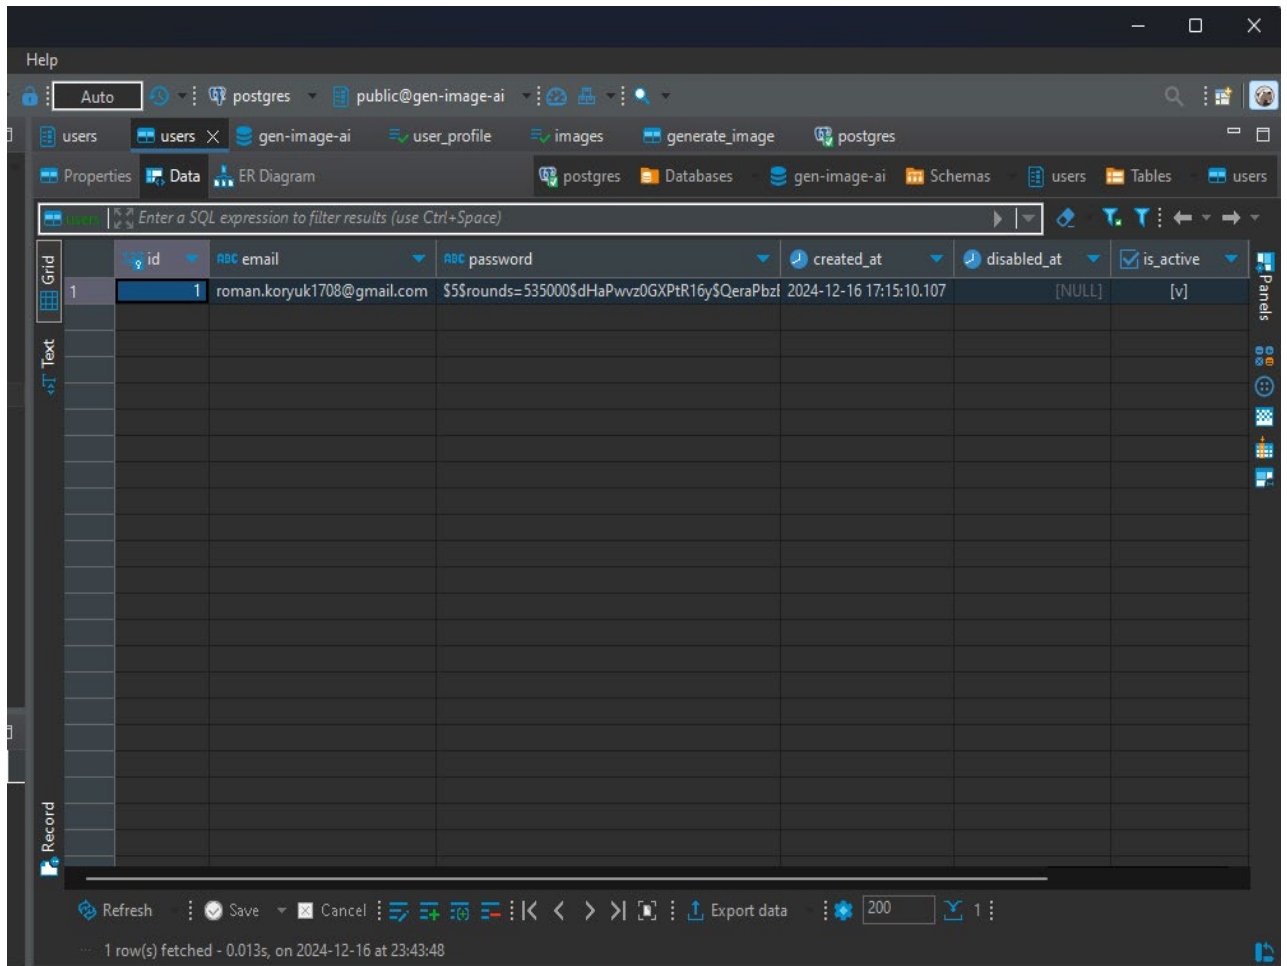 Help
Auto postgres public@gen-image-ai
users users gen-image-ai user_profile images generate_image postgres
Properties Data ER Diagram postgres Databases gen-image-ai Schemas users Tables users
users Enter a SQL expression to filter results (use Ctrl+Space)
Grid
Text
Record
Panels
id ABC email ABC password created_at disabled_at is_active
1 1 roman.koryuk1708@gmail.com $5$rounds=535000$dHaPwvz0GXPtR16y$QeraPbzE 2024-12-16 17:15:10.107 [NULL] [v]
Refresh Save Cancel Export data 200 1
1 row(s) fetched - 0.013s, on 2024-12-16 at 23:43:48